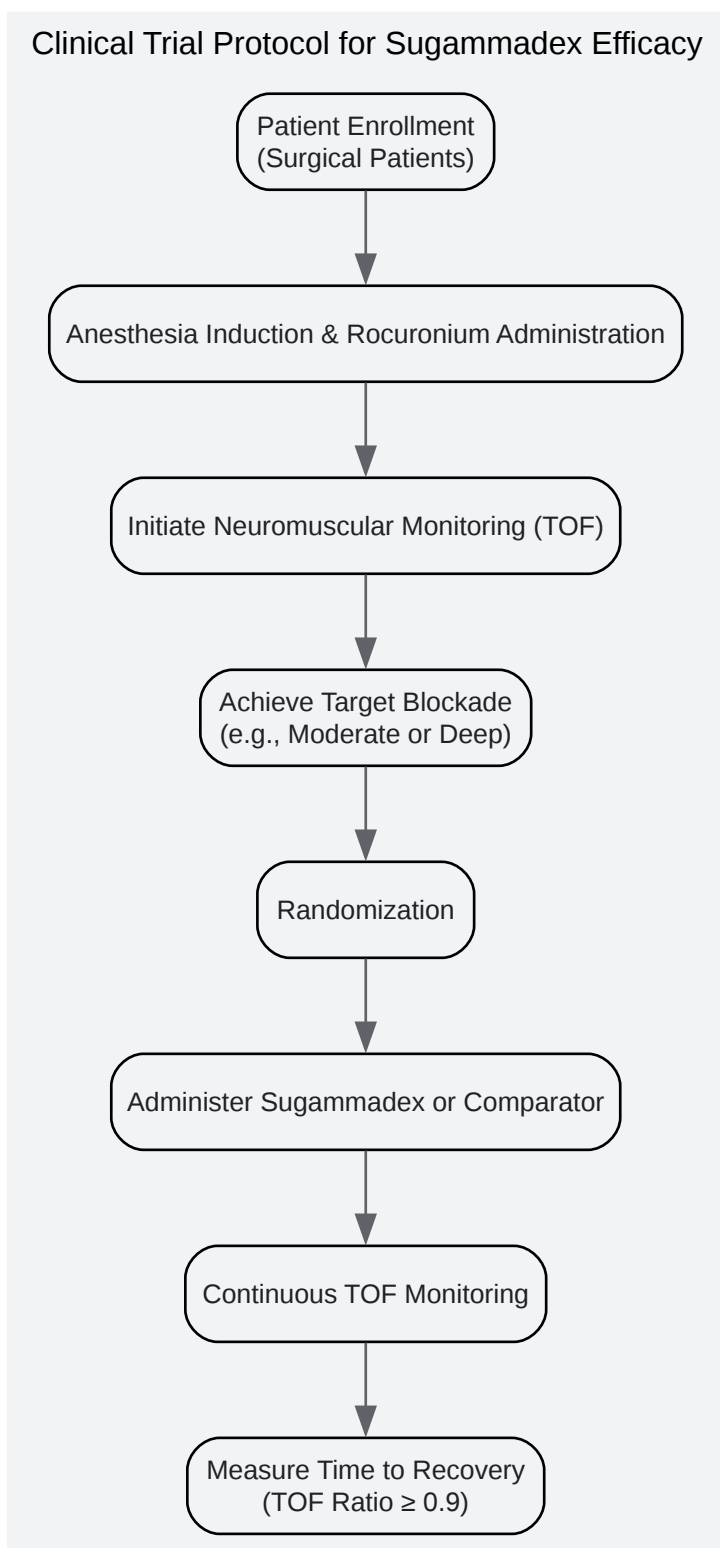 Clinical Trial Protocol for Sugammadex Efficacy
Patient Enrollment
(Surgical Patients)
Anesthesia Induction & Rocuronium Administration
Initiate Neuromuscular Monitoring (TOF)
Achieve Target Blockade
(e.g., Moderate or Deep)
Randomization
Administer Sugammadex or Comparator
Continuous TOF Monitoring
Measure Time to Recovery
(TOF Ratio ≥ 0.9)